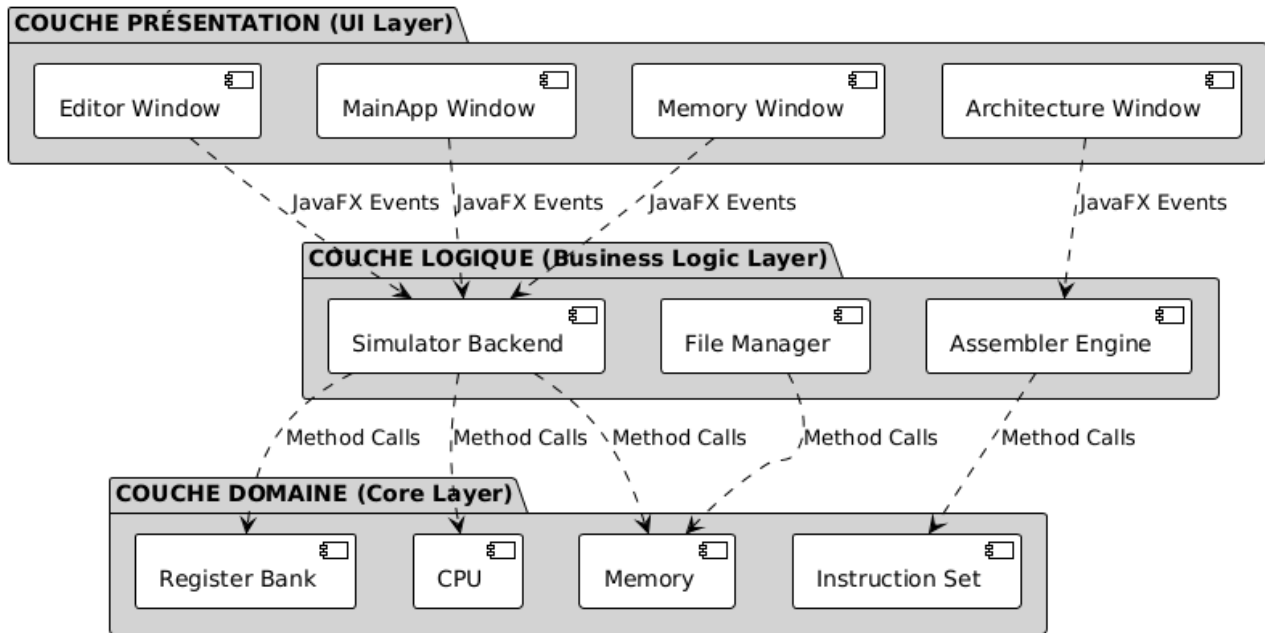 COUCHE PRÉSENTATION (UI Layer)
Editor Window
MainApp Window
Memory Window
Architecture Window
JavaFX Events
JavaFX Events
JavaFX Events
JavaFX Events
COUCHE LOGIQUE (Business Logic Layer)
Simulator Backend
File Manager
Assembler Engine
Method Calls
Method Calls
Method Calls
Method Calls
Method Calls
COUCHE DOMAINE (Core Layer)
Register Bank
CPU
Memory
Instruction Set